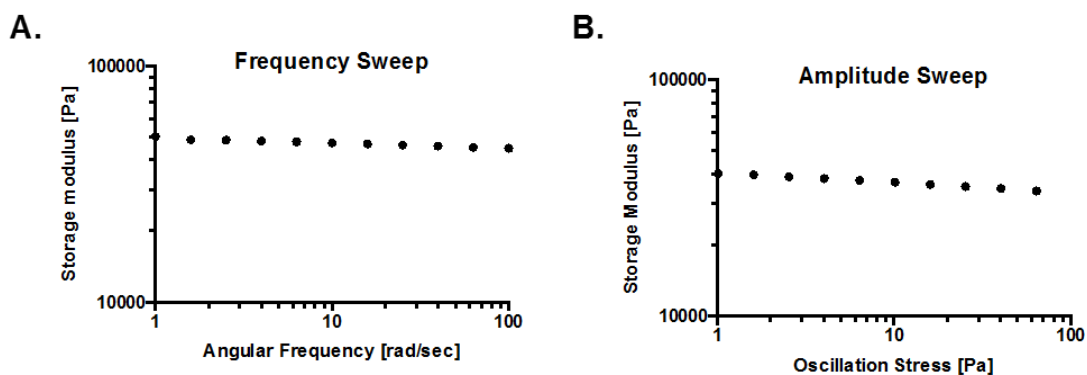 A.
Frequency Sweep
100000
10000
Storage modulus [Pa]
1
10
100
Angular Frequency [rad/sec]
B.
Amplitude Sweep
100000
10000
Storage Modulus [Pa]
1
10
100
Oscillation Stress [Pa]